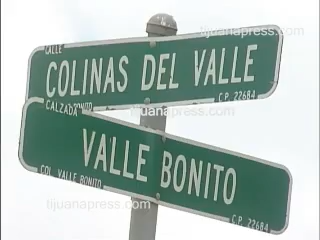 tijuanapress.com
CALLE
COLINAS DEL VALLE
C.P. 22684
CALZADA
tijuanapress.com
VALLE BONITO
COL. VALLE BONITO
C.P. 22684
tijuanapress.com